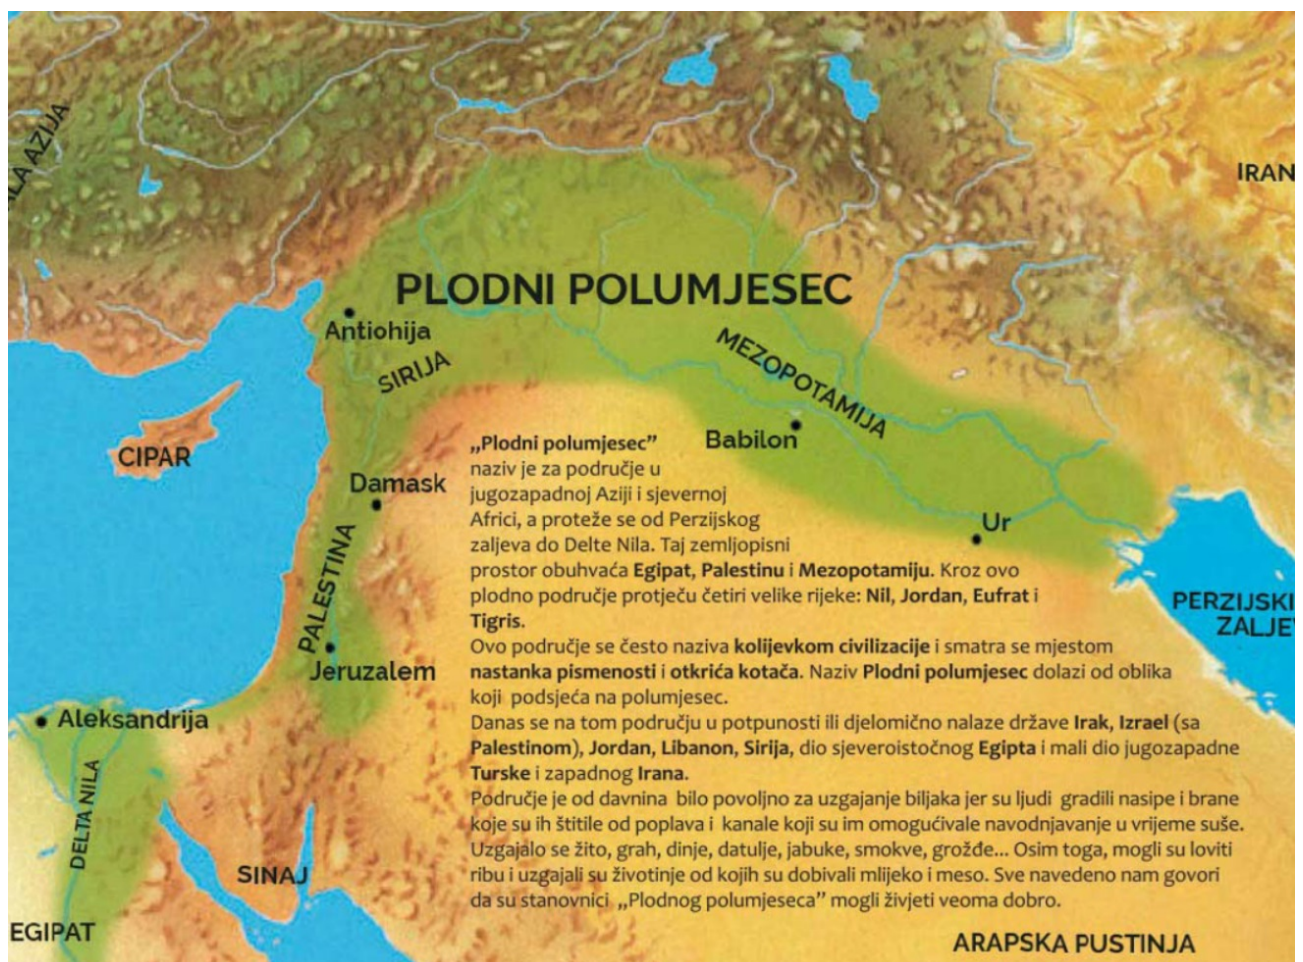 MALA AZIJA
IRAN
PLODNI POLUMJESEC
Antiohija
SIRIJA
MEZOPOTAMIJA
CIPAR
Babilon
Damask
Ur
PALESTINA
Jeruzalem
PERZIJSKI
ZALJEV
Aleksandrija
DELTA NILA
SINAJ
EGIPAT
ARAPSKA PUSTINJA
„Plodni polumjesec”
naziv je za područje u
jugozapadnoj Aziji i sjevernoj
Africi, a proteže se od Perzijskog
zaljeva do Delte Nila. Taj zemljopisni
prostor obuhvaća Egipat, Palestinu i Mezopotamiju. Kroz ovo
plodno područje protječu četiri velike rijeke: Nil, Jordan, Eufrat i
Tigris.
Ovo područje se često naziva kolijevkom civilizacije i smatra se mjestom
nastanka pismenosti i otkrića kotača. Naziv Plodni polumjesec dolazi od oblika
koji podsjeća na polumjesec.
Danas se na tom području u potpunosti ili djelomično nalaze države Irak, Izrael (sa
Palestinom), Jordan, Libanon, Sirija, dio sjeveroistočnog Egipta i mali dio jugozapadne
Turske i zapadnog Irana.
Područje je od davnina bilo povoljno za uzgajanje biljaka jer su ljudi gradili nasipe i brane
koje su ih štitile od poplava i kanale koji su im omogućivale navodnjavanje u vrijeme suše.
Uzgajalo se žito, grah, dinje, datulje, jabuke, smokve, grožđe... Osim toga, mogli su loviti
ribu i uzgajali su životinje od kojih su dobivali mlijeko i meso. Sve navedeno nam govori
da su stanovnici „Plodnog polumjeseca” mogli živjeti veoma dobro.